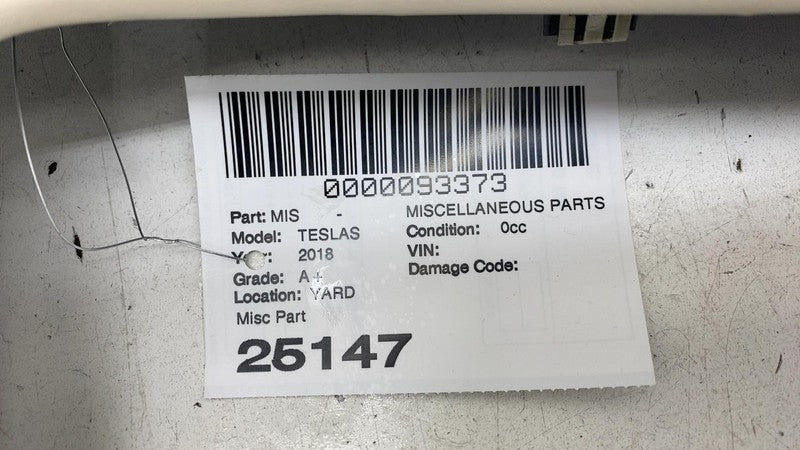 0000093373
Part: MIS - MISCELLANEOUS PARTS
Model: TESLAS Condition: 0cc
2018 VIN:
Grade: A+ Damage Code:
Location: YARD
Misc Part
25147